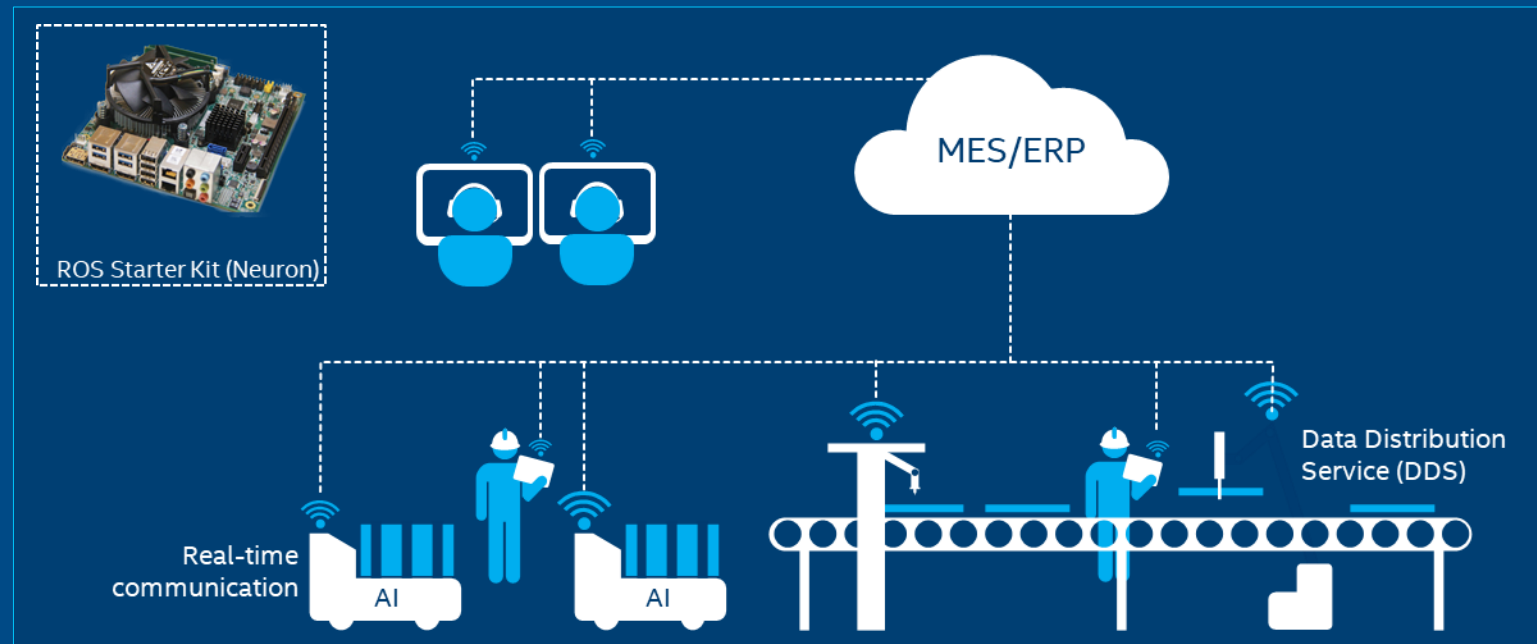 ROS Starter Kit (Neuron)
MES/ERP
Data Distribution
Service (DDS)
Real-time
communication
AI
AI